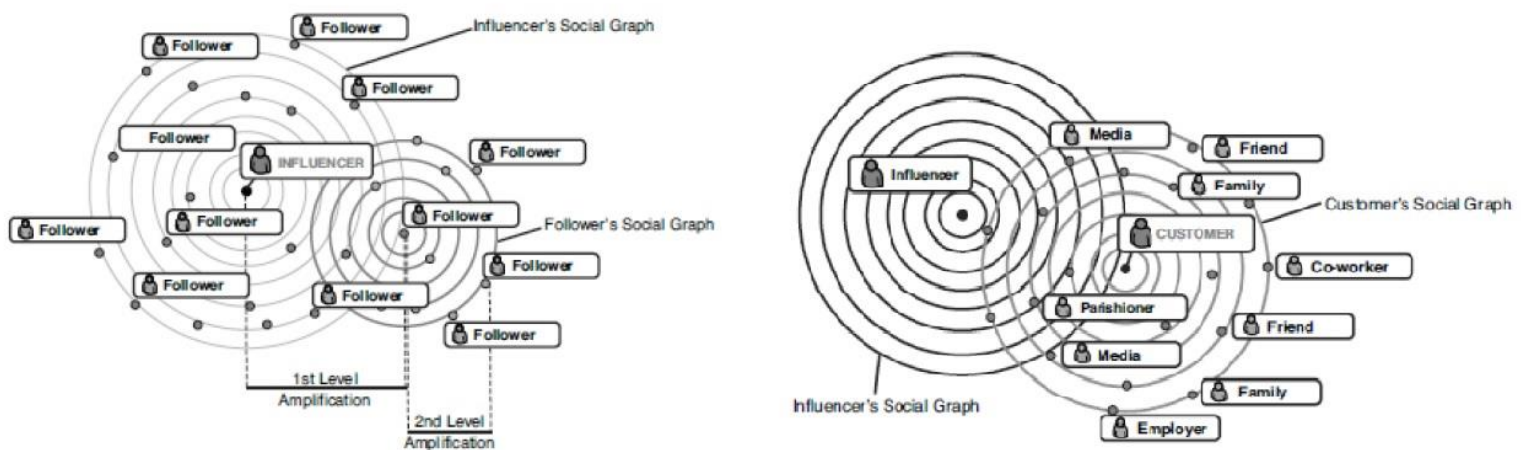 Follower
Influencer's Social Graph
Follower
Follower
Follower
INFLUENCER
Follower
Follower
Follower
Follower
Follower's Social Graph
Follower
Follower
Follower
Follower
1st Level
Amplification
2nd Level
Amplification
Media
Friend
Influencer
Family
Customer's Social Graph
CUSTOMER
Co-worker
Parishioner
Friend
Media
Family
Influencer's Social Graph
Employer